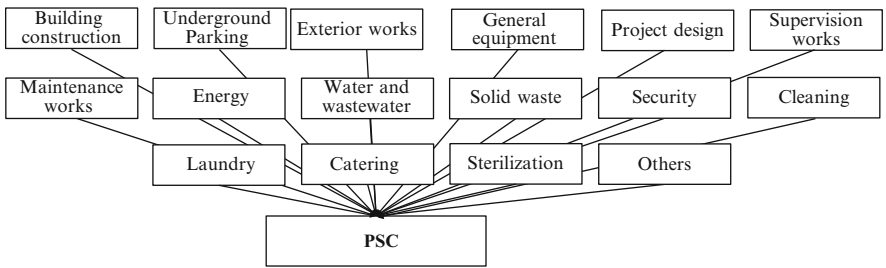 Building
construction
Underground
Parking
Exterior works
General
equipment
Project design
Supervision
works
Maintenance
works
Energy
Water and
wastewater
Solid waste
Security
Cleaning
Laundry
Catering
Sterilization
Others
PSC